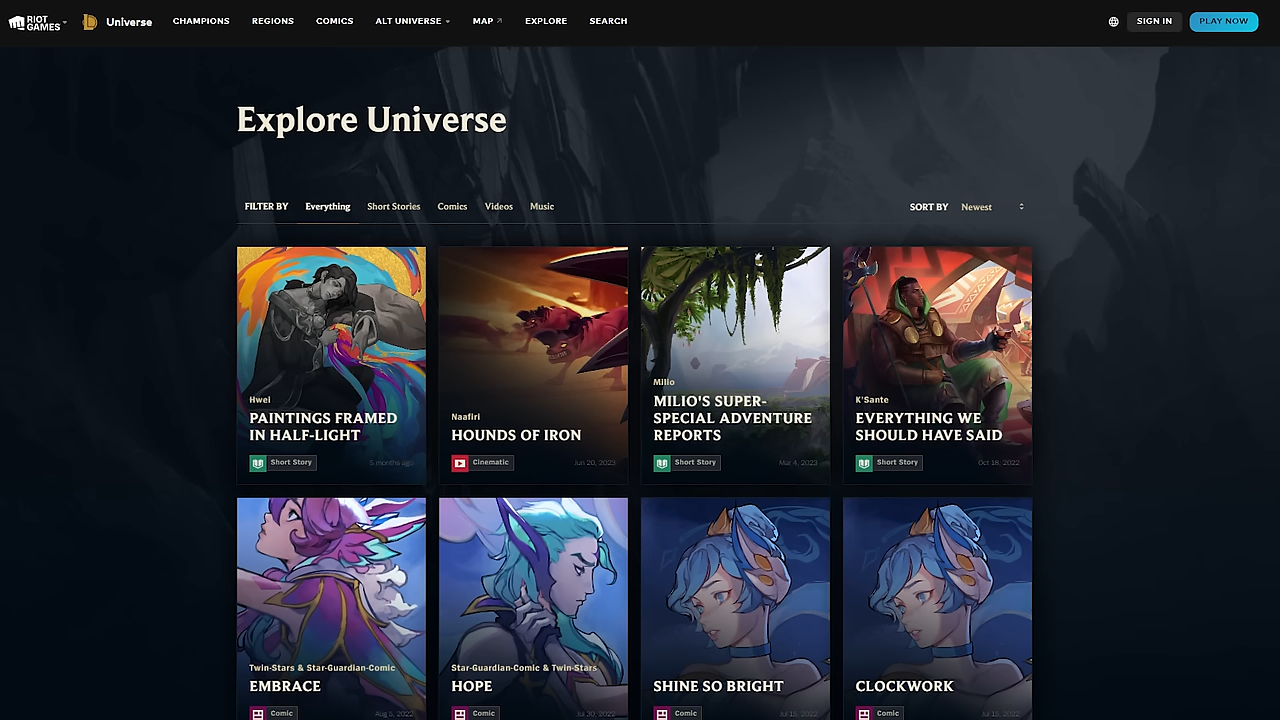 RIOT GAMES
Universe
CHAMPIONS
REGIONS
COMICS
ALT UNIVERSE
MAP
EXPLORE
SEARCH
SIGN IN
PLAY NOW
Explore Universe
FILTER BY
Everything
Short Stories
Comics
Videos
Music
SORT BY
Newest
Hwei
PAINTINGS FRAMED
IN HALF-LIGHT
Short Story
5 months ago
Naafiri
HOUNDS OF IRON
Cinematic
Jun 20, 2023
Milio
MILIO'S SUPER-
SPECIAL ADVENTURE
REPORTS
Short Story
Mar 4, 2023
K'Sante
EVERYTHING WE
SHOULD HAVE SAID
Short Story
Oct 18, 2022
Twin-Stars & Star-Guardian-Comic
EMBRACE
Comic
Aug 5, 2022
Star-Guardian-Comic & Twin-Stars
HOPE
Comic
Jul 30, 2022
SHINE SO BRIGHT
Comic
Jul 15, 2022
CLOCKWORK
Comic
Jul 15, 2022